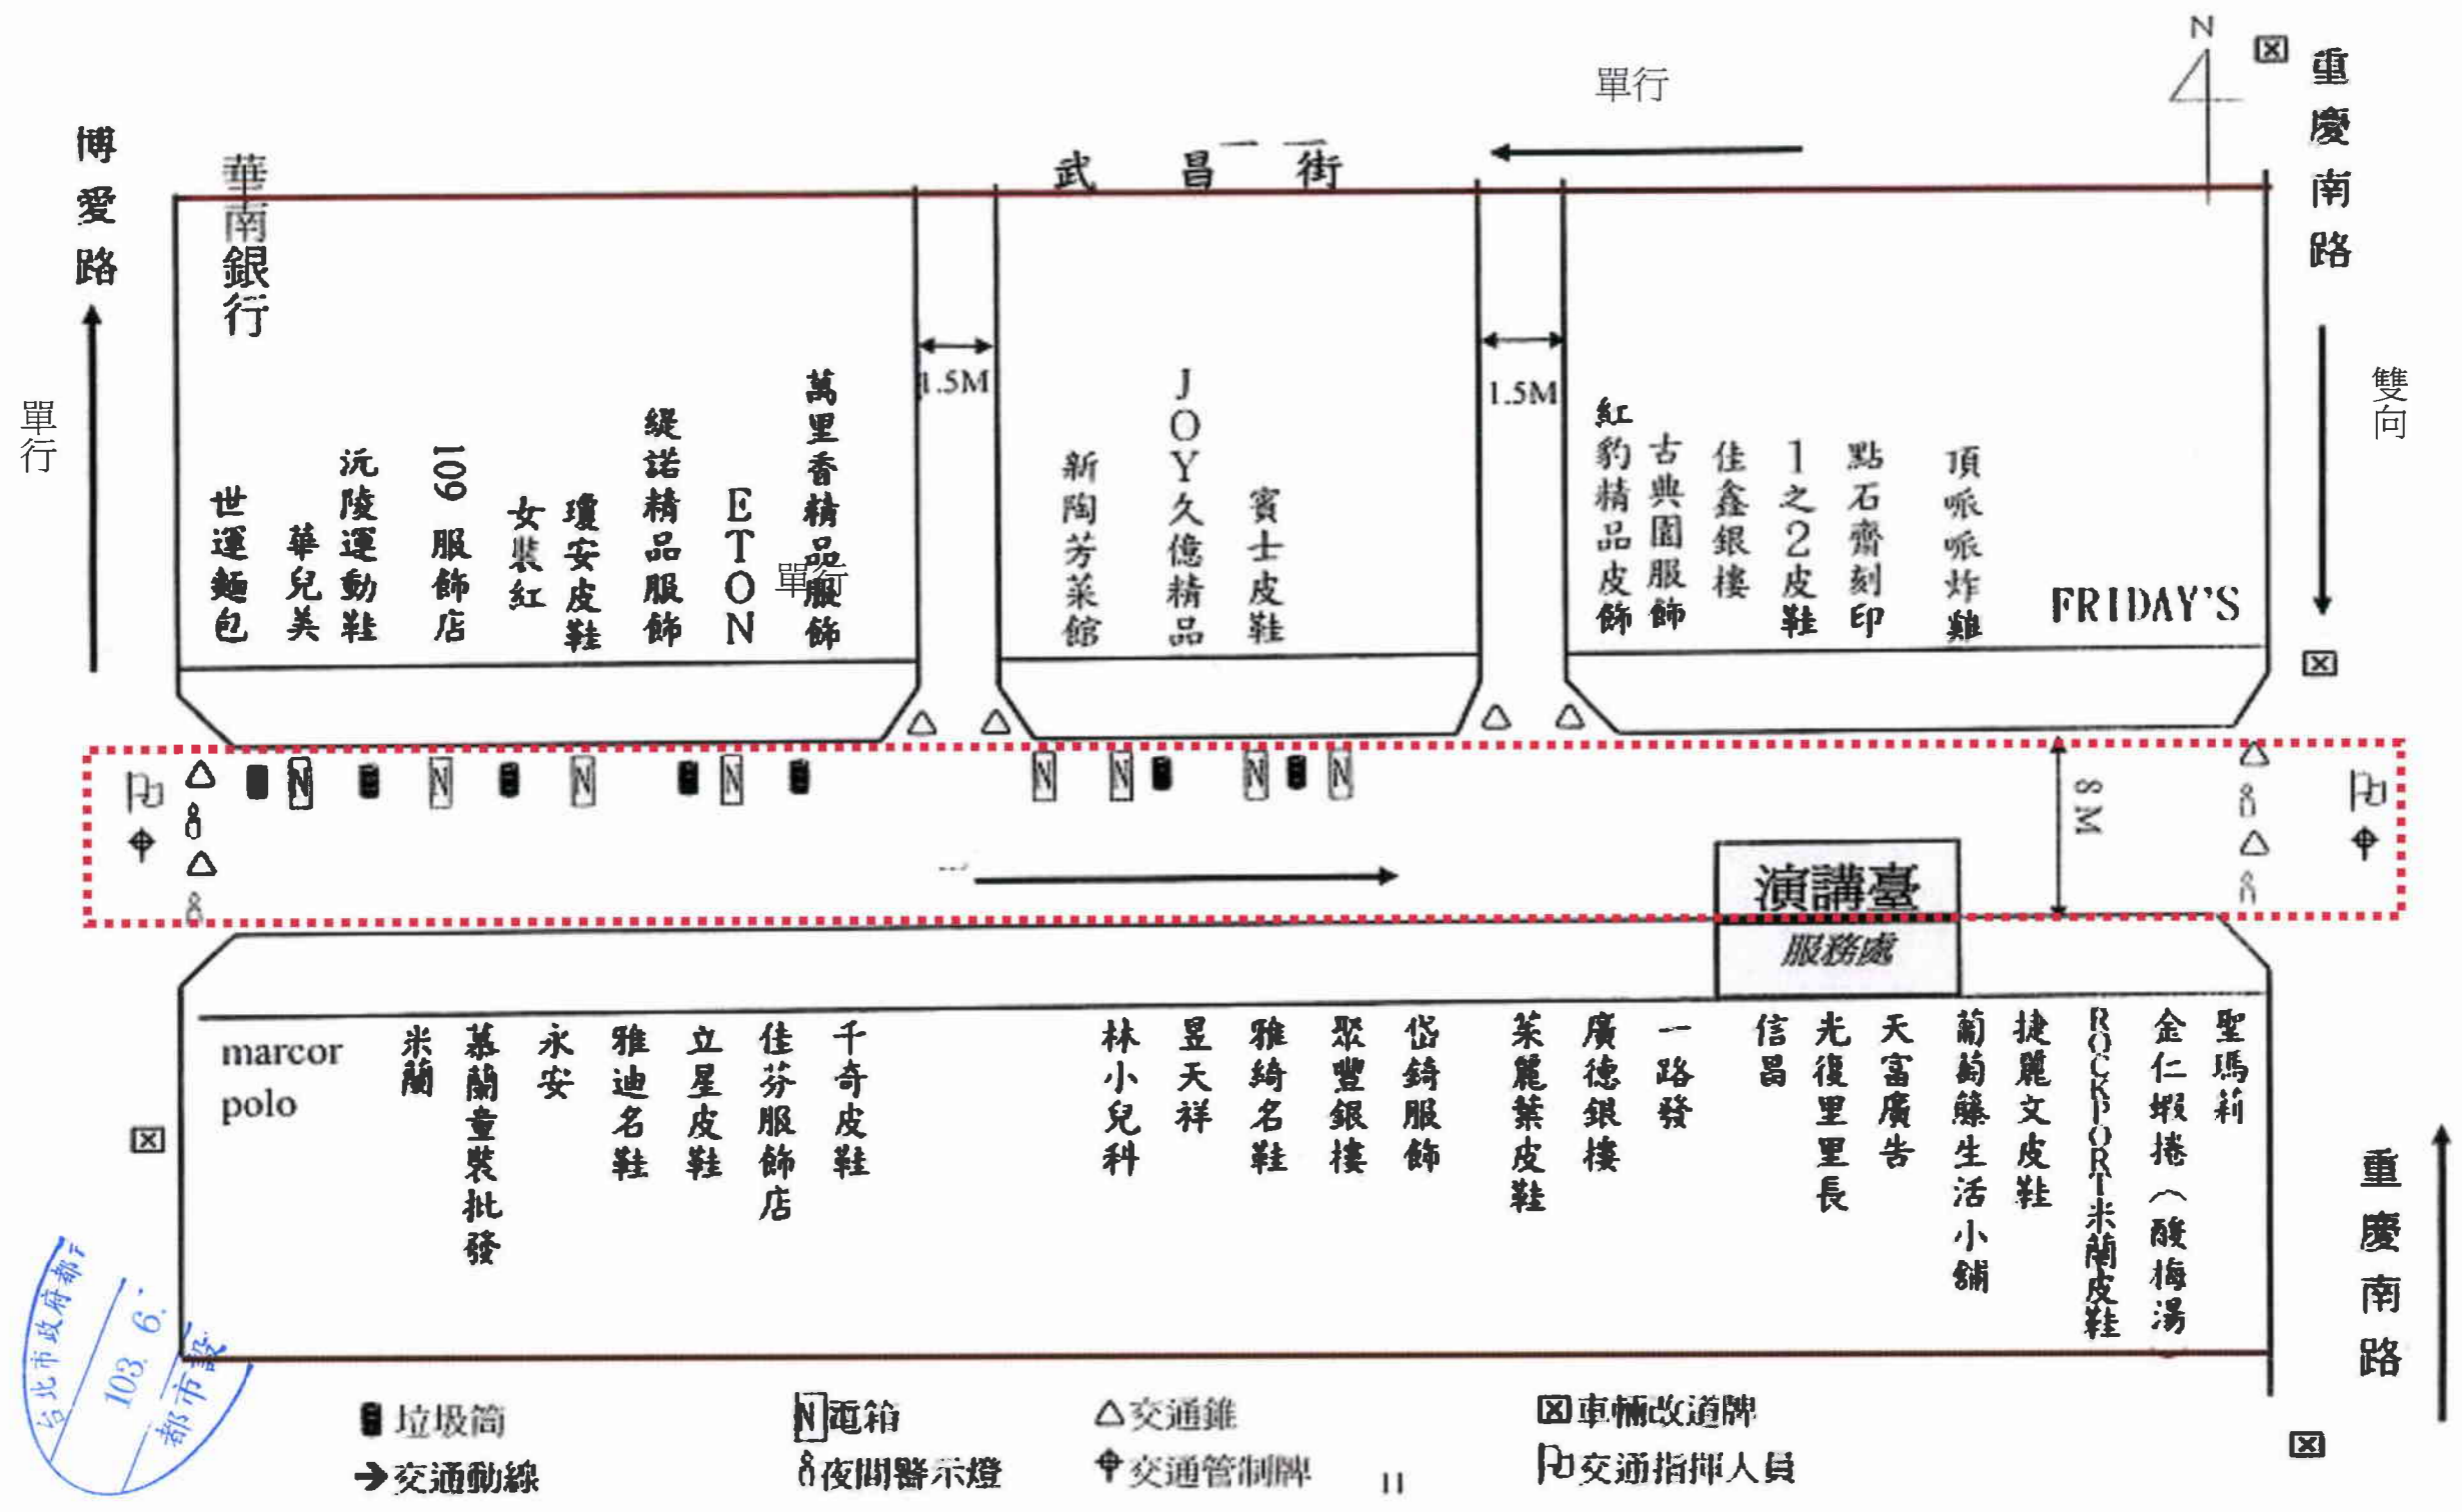 N
重慶南路
單行
博愛路
華南銀行
武昌一街
單行
1.5M
1.5M
雙向
世運麵包
華兒美
沅陵運動鞋
109 服飾店
女裝紅
瓊安皮鞋
緹諾精品服飾
ETON
萬里香精品服飾
單行
新陶芳菜館
JOY久億精品
賓士皮鞋
紅豹精品皮飾
古典園服飾
佳鑫銀樓
1之2皮鞋
點石齋刻印
頂呱呱炸雞
FRIDAY'S
8M
演講臺
服務處
marcor
polo
米蘭
慕蘭童裝批發
永安
雅迪名鞋
立星皮鞋
佳芬服飾店
千奇皮鞋
林小兒科
昱天祥
雅綺名鞋
聚豐銀樓
岱錡服飾
茱麗葉皮鞋
廣德銀樓
一路發
信昌
光復里里長
天富廣告
葡萄藤生活小舖
捷麗文皮鞋
ROCKPORT米蘭皮鞋
金仁蝦捲(酸梅湯)
聖瑪莉
重慶南路
台北市政府都市
103. 6.
都市設
垃圾筒
N電箱
交通錐
車輛改道牌
交通動線
夜間警示燈
交通管制牌
交通指揮人員
11